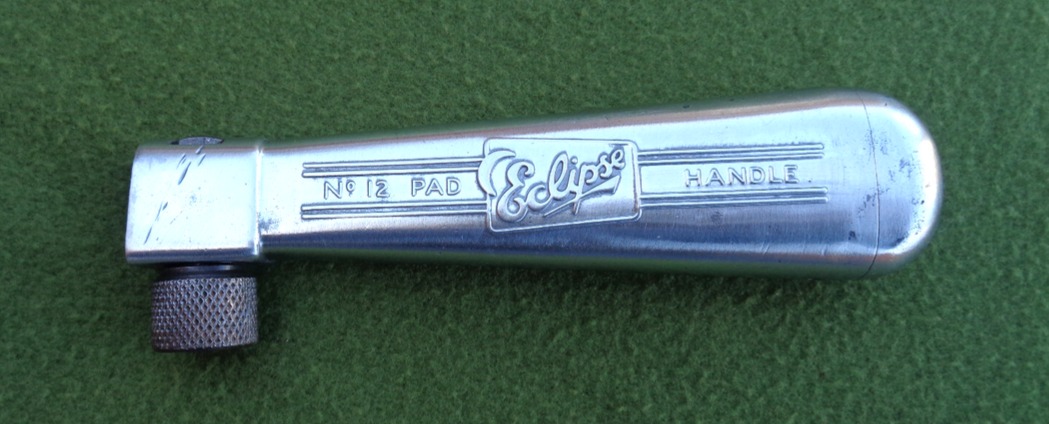 Nº 12 PAD Eclipse HANDLE.